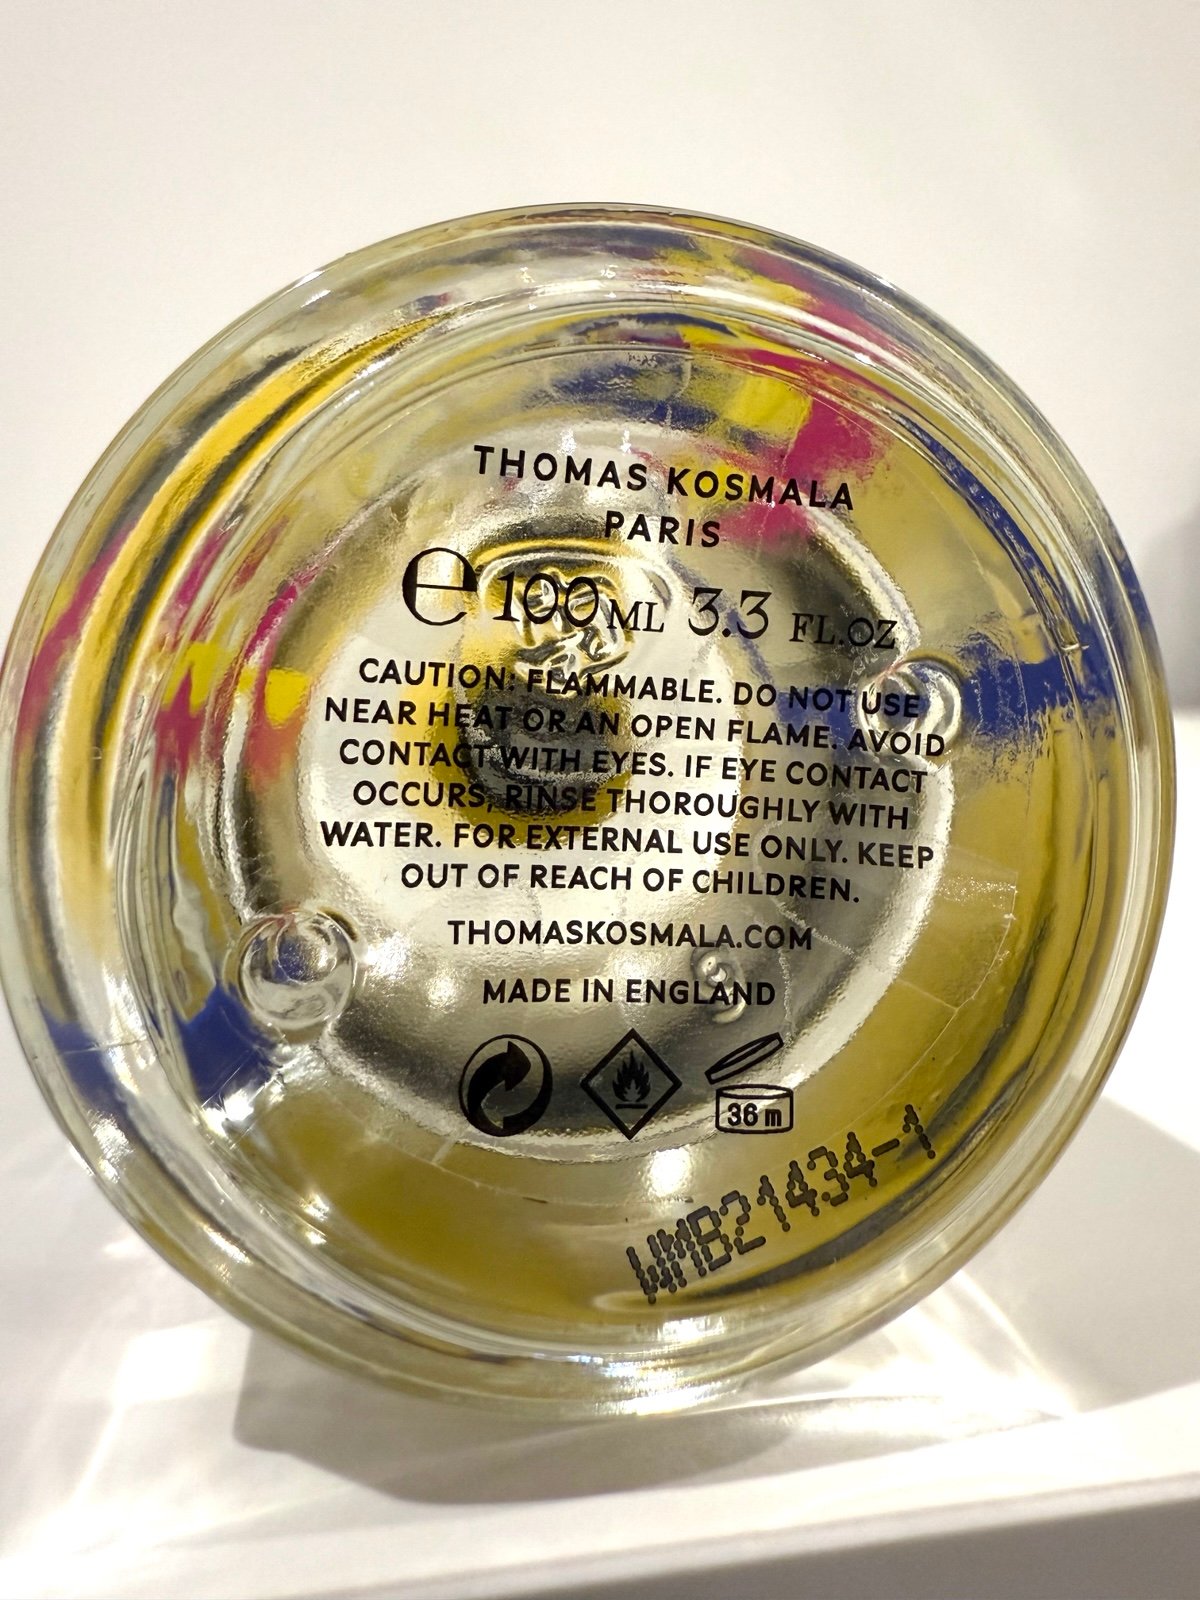 THOMAS KOSMALA
PARIS
℮ 100 ML 3.3 FL.OZ
CAUTION: FLAMMABLE. DO NOT USE
NEAR HEAT OR AN OPEN FLAME. AVOID
CONTACT WITH EYES. IF EYE CONTACT
OCCURS, RINSE THOROUGHLY WITH
WATER. FOR EXTERNAL USE ONLY. KEEP
OUT OF REACH OF CHILDREN.
THOMASKOSMALA.COM
MADE IN ENGLAND
36 m
WMB21434-1